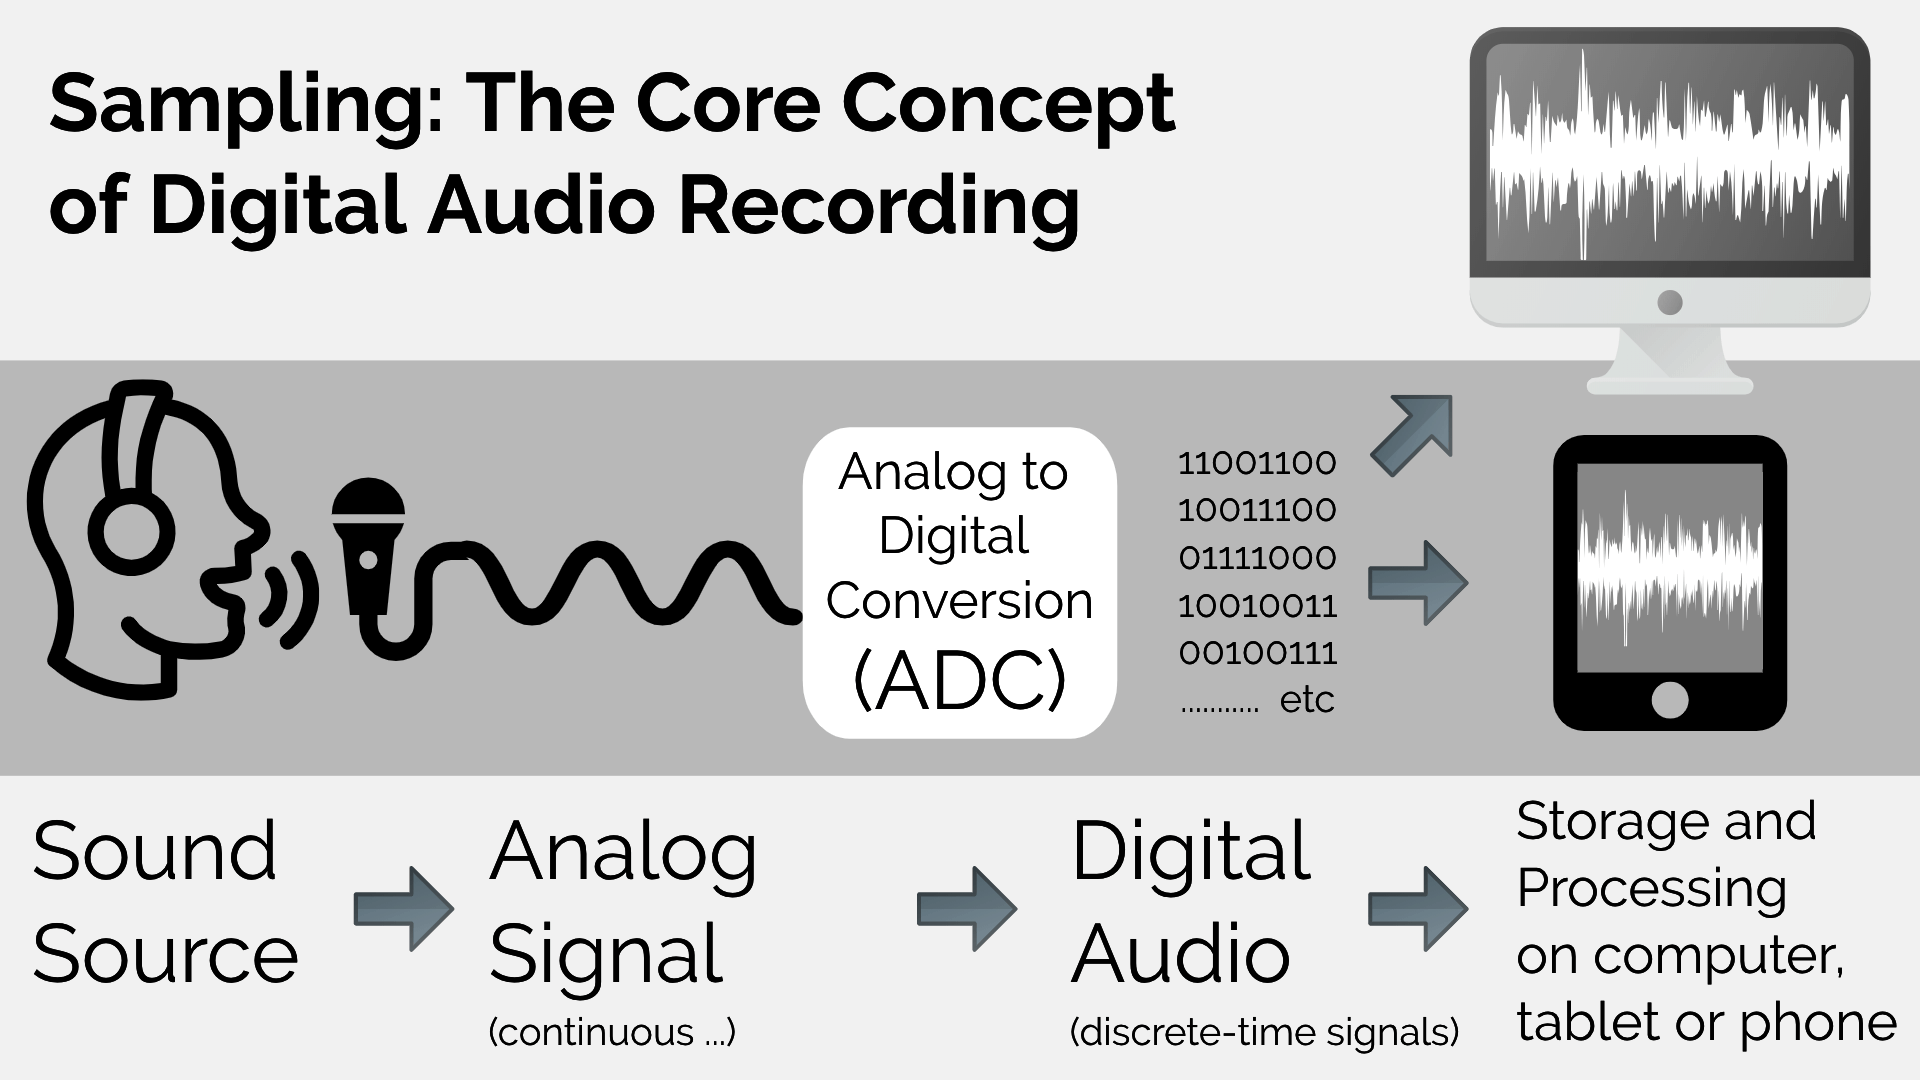 Sampling: The Core Concept
of Digital Audio Recording
Analog to
Digital
Conversion
(ADC)
11001100
10011100
01111000
10010011
00100111
........... etc
Sound
Source
Analog
Signal
(continuous ...)
Digital
Audio
(discrete-time signals)
Storage and
Processing
on computer,
tablet or phone